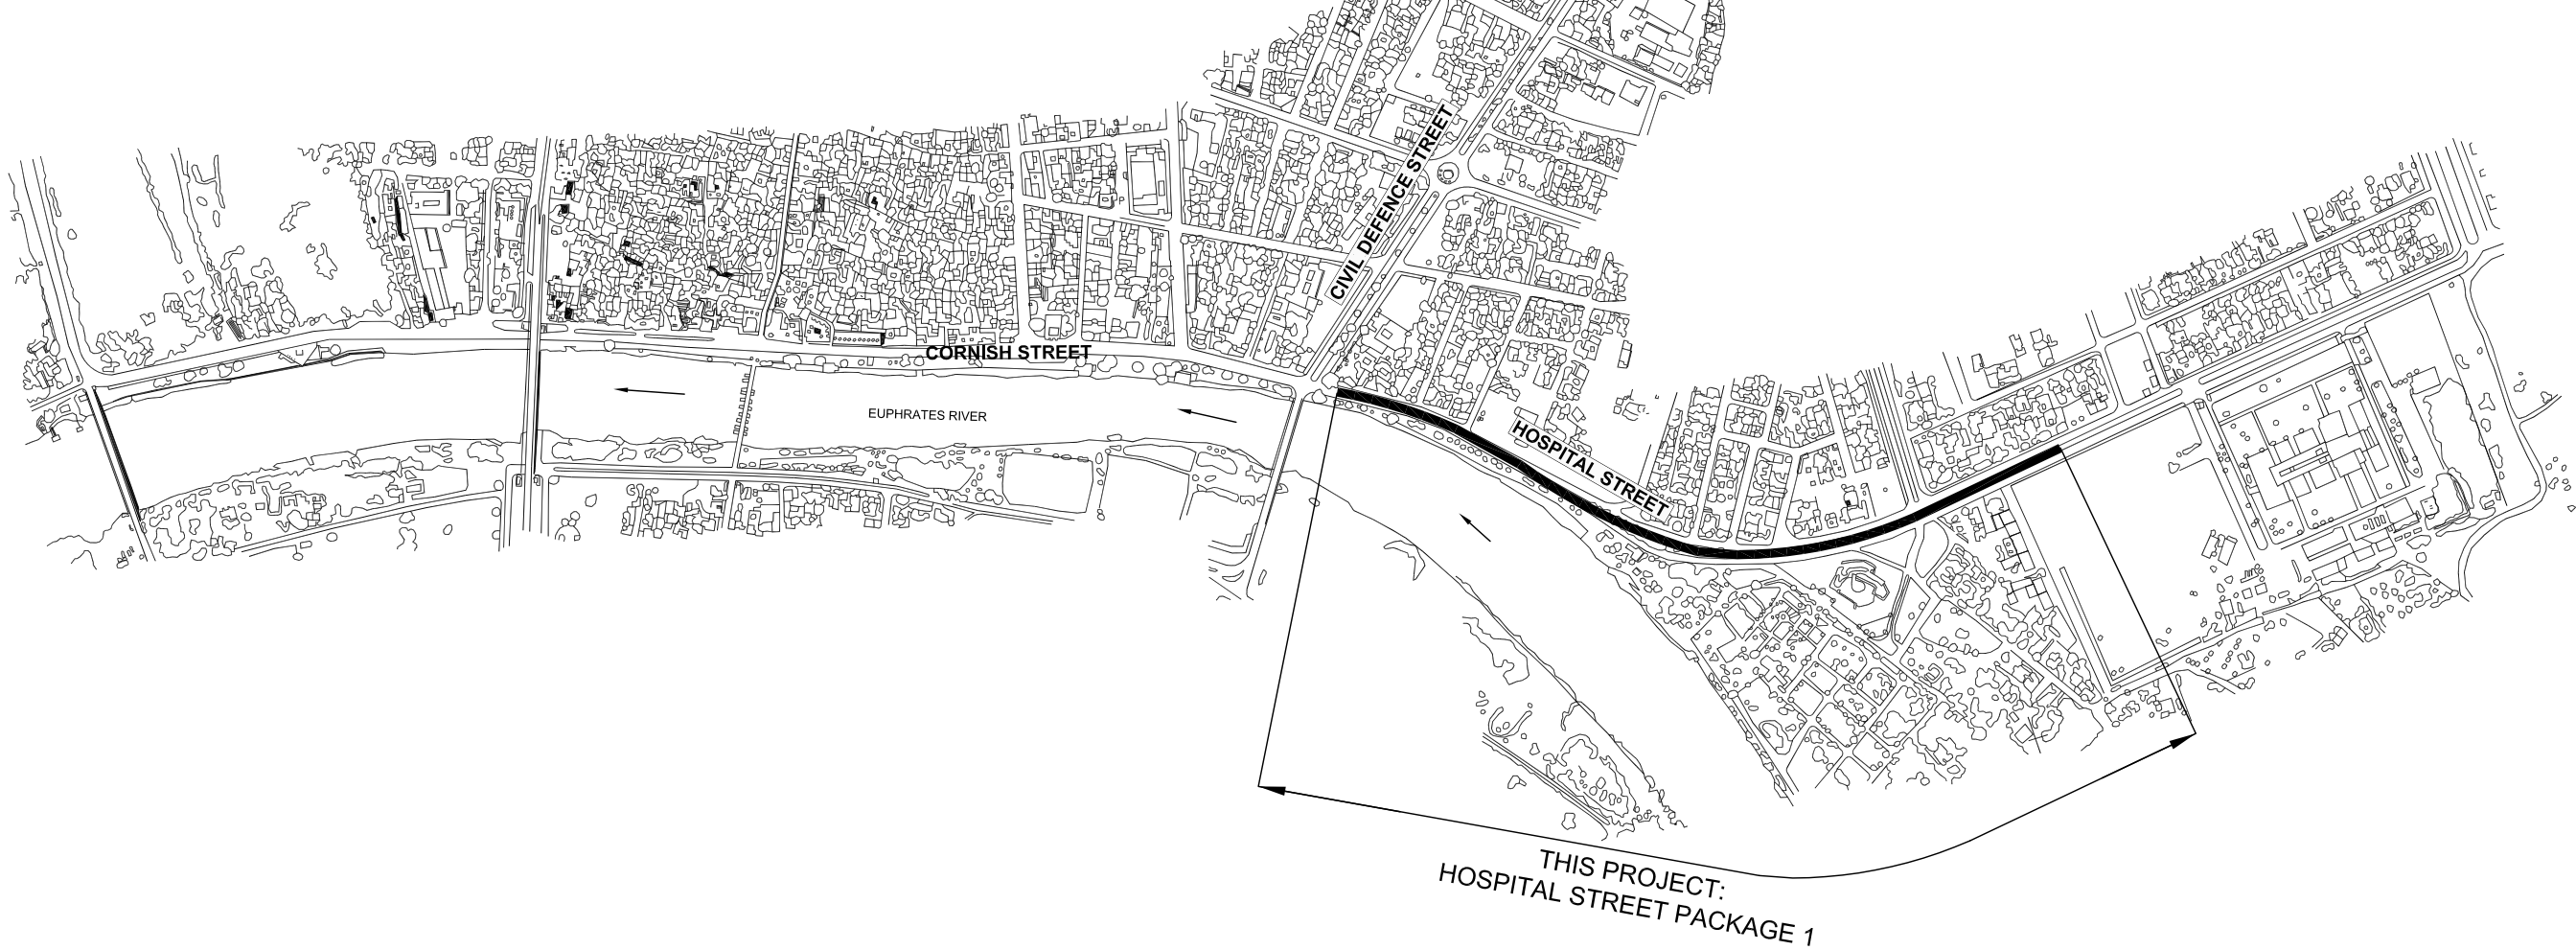 CIVIL DEFENCE STREET
CORNISH STREET
EUPHRATES RIVER
HOSPITAL STREET
THIS PROJECT:
HOSPITAL STREET PACKAGE 1